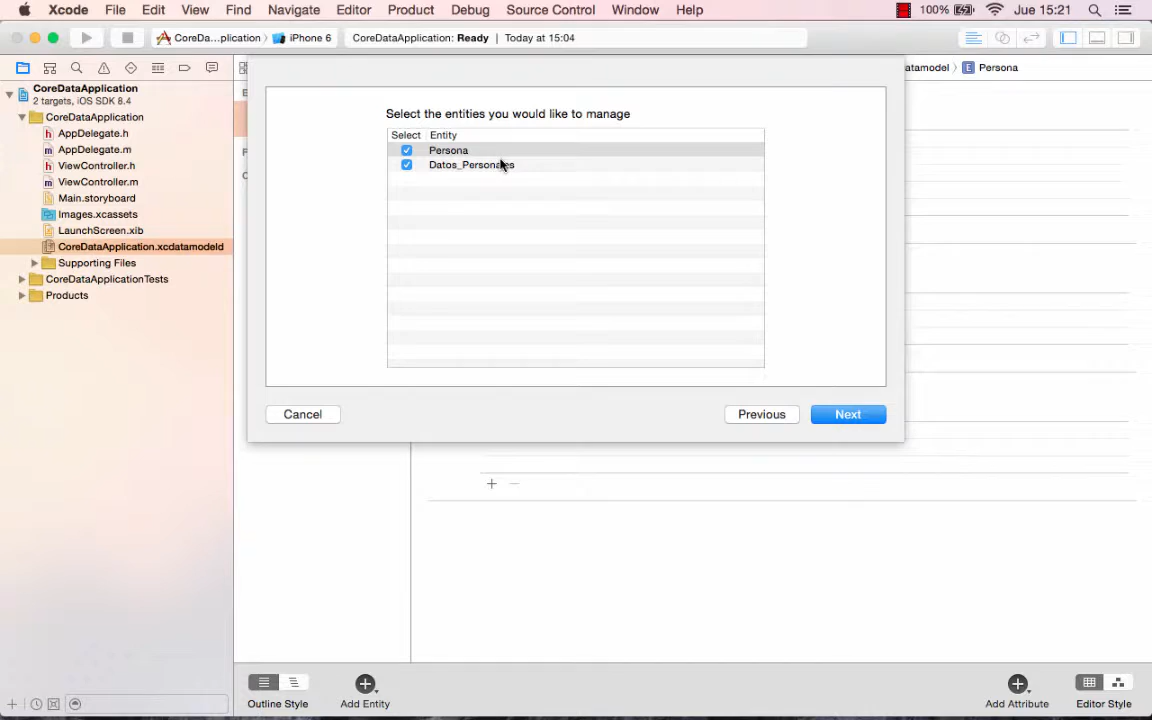 Xcode File Edit View Find Navigate Editor Product Debug Source Control Window Help 100% Jue 15:21
CoreDa...plication iPhone 6 CoreDataApplication: Ready Today at 15:04
atamodel E Persona
CoreDataApplication
2 targets, iOS SDK 8.4
CoreDataApplication
h AppDelegate.h
m AppDelegate.m
h ViewController.h
m ViewController.m
Main.storyboard
Images.xcassets
LaunchScreen.xib
CoreDataApplication.xcdatamodeld
Supporting Files
CoreDataApplicationTests
Products
Select the entities you would like to manage
Select Entity
Persona
Datos_Personales
Cancel Previous Next
Outline Style Add Entity Add Attribute Editor Style